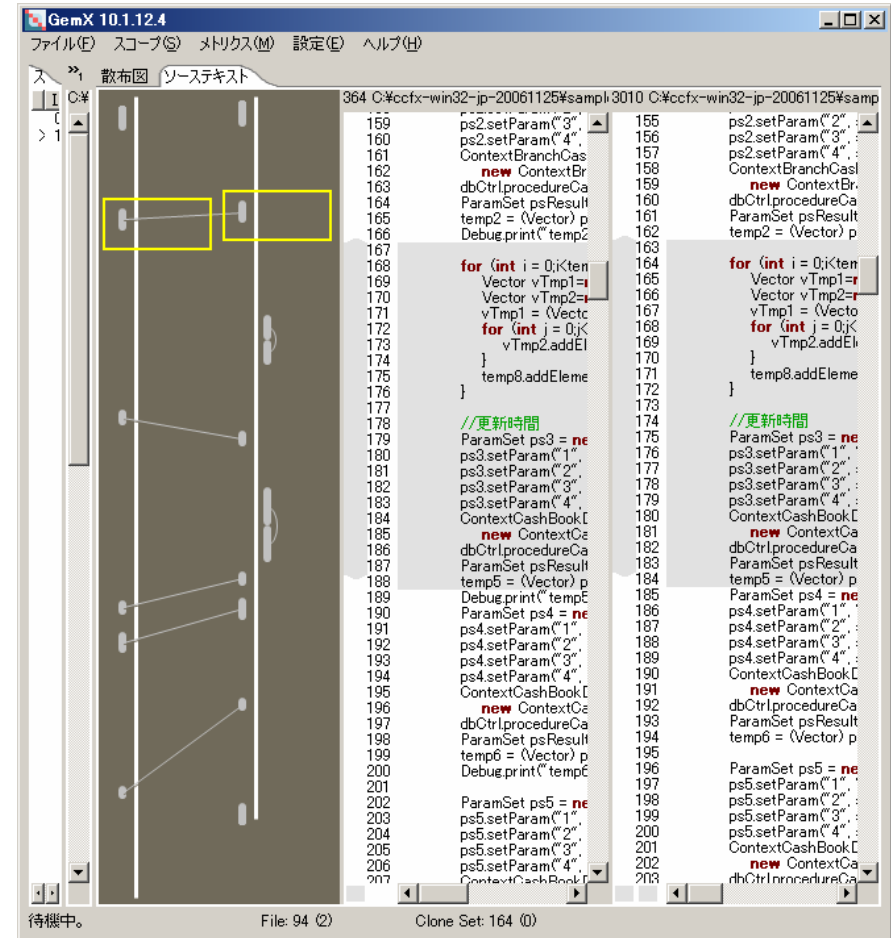 GemX 10.1.12.4
ファイル(F) スコープ(S) メトリクス(M) 設定(E) ヘルプ(H)
ス »1 散布図 ソーステキスト
I C:¥ 364 C:¥ccfx-win32-jp-20061125¥sampl 3010 C:¥ccfx-win32-jp-20061125¥samp
> 1
159 ps2.setParam("3",
160 ps2.setParam("4",
161 ContextBranchCas
162 new ContextBr
163 dbCtrl.procedureCa
164 ParamSet psResult
165 temp2 = (Vector) p
166 Debug.print("temp2
167
168 for (int i = 0;i<ten
169 Vector vTmp1=
170 Vector vTmp2=
171 vTmp1 = (Vecto
172 for (int j = 0;j<
173 vTmp2.addEl
174 }
175 temp8.addEleme
176 }
177
178 //更新時間
179 ParamSet ps3 = ne
180 ps3.setParam("1",
181 ps3.setParam("2",
182 ps3.setParam("3",
183 ps3.setParam("4",
184 ContextCashBook
185 new ContextCa
186 dbCtrl.procedureCa
187 ParamSet psResult
188 temp5 = (Vector) p
189 Debug.print("temp5
190 ParamSet ps4 = ne
191 ps4.setParam("1",
192 ps4.setParam("2",
193 ps4.setParam("3",
194 ps4.setParam("4",
195 ContextCashBook
196 new ContextCa
197 dbCtrl.procedureCa
198 ParamSet psResult
199 temp6 = (Vector) p
200 Debug.print("temp6
201
202 ParamSet ps5 = ne
203 ps5.setParam("1",
204 ps5.setParam("2",
205 ps5.setParam("3",
206 ps5.setParam("4",
207 ContextCashBook
155 ps2.setParam("2",
156 ps2.setParam("3",
157 ps2.setParam("4",
158 ContextBranchCasl
159 new ContextBr
160 dbCtrl.procedureCa
161 ParamSet psResult
162 temp2 = (Vector) p
163
164 for (int i = 0;i<ten
165 Vector vTmp1=
166 Vector vTmp2=
167 vTmp1 = (Vecto
168 for (int j = 0;j<
169 vTmp2.addEl
170 }
171 temp8.addEleme
172 }
173
174 //更新時間
175 ParamSet ps3 = ne
176 ps3.setParam("1",
177 ps3.setParam("2",
178 ps3.setParam("3",
179 ps3.setParam("4",
180 ContextCashBook
181 new ContextCa
182 dbCtrl.procedureCa
183 ParamSet psResult
184 temp5 = (Vector) p
185 ParamSet ps4 = ne
186 ps4.setParam("1",
187 ps4.setParam("2",
188 ps4.setParam("3",
189 ps4.setParam("4",
190 ContextCashBook
191 new ContextCa
192 dbCtrl.procedureCa
193 ParamSet psResult
194 temp6 = (Vector) p
195
196 ParamSet ps5 = ne
197 ps5.setParam("1",
198 ps5.setParam("2",
199 ps5.setParam("3",
200 ps5.setParam("4",
201 ContextCashBook
202 new ContextCa
203 dbCtrl.procedureCa
待機中。 File: 94 (2) Clone Set: 164 (0)